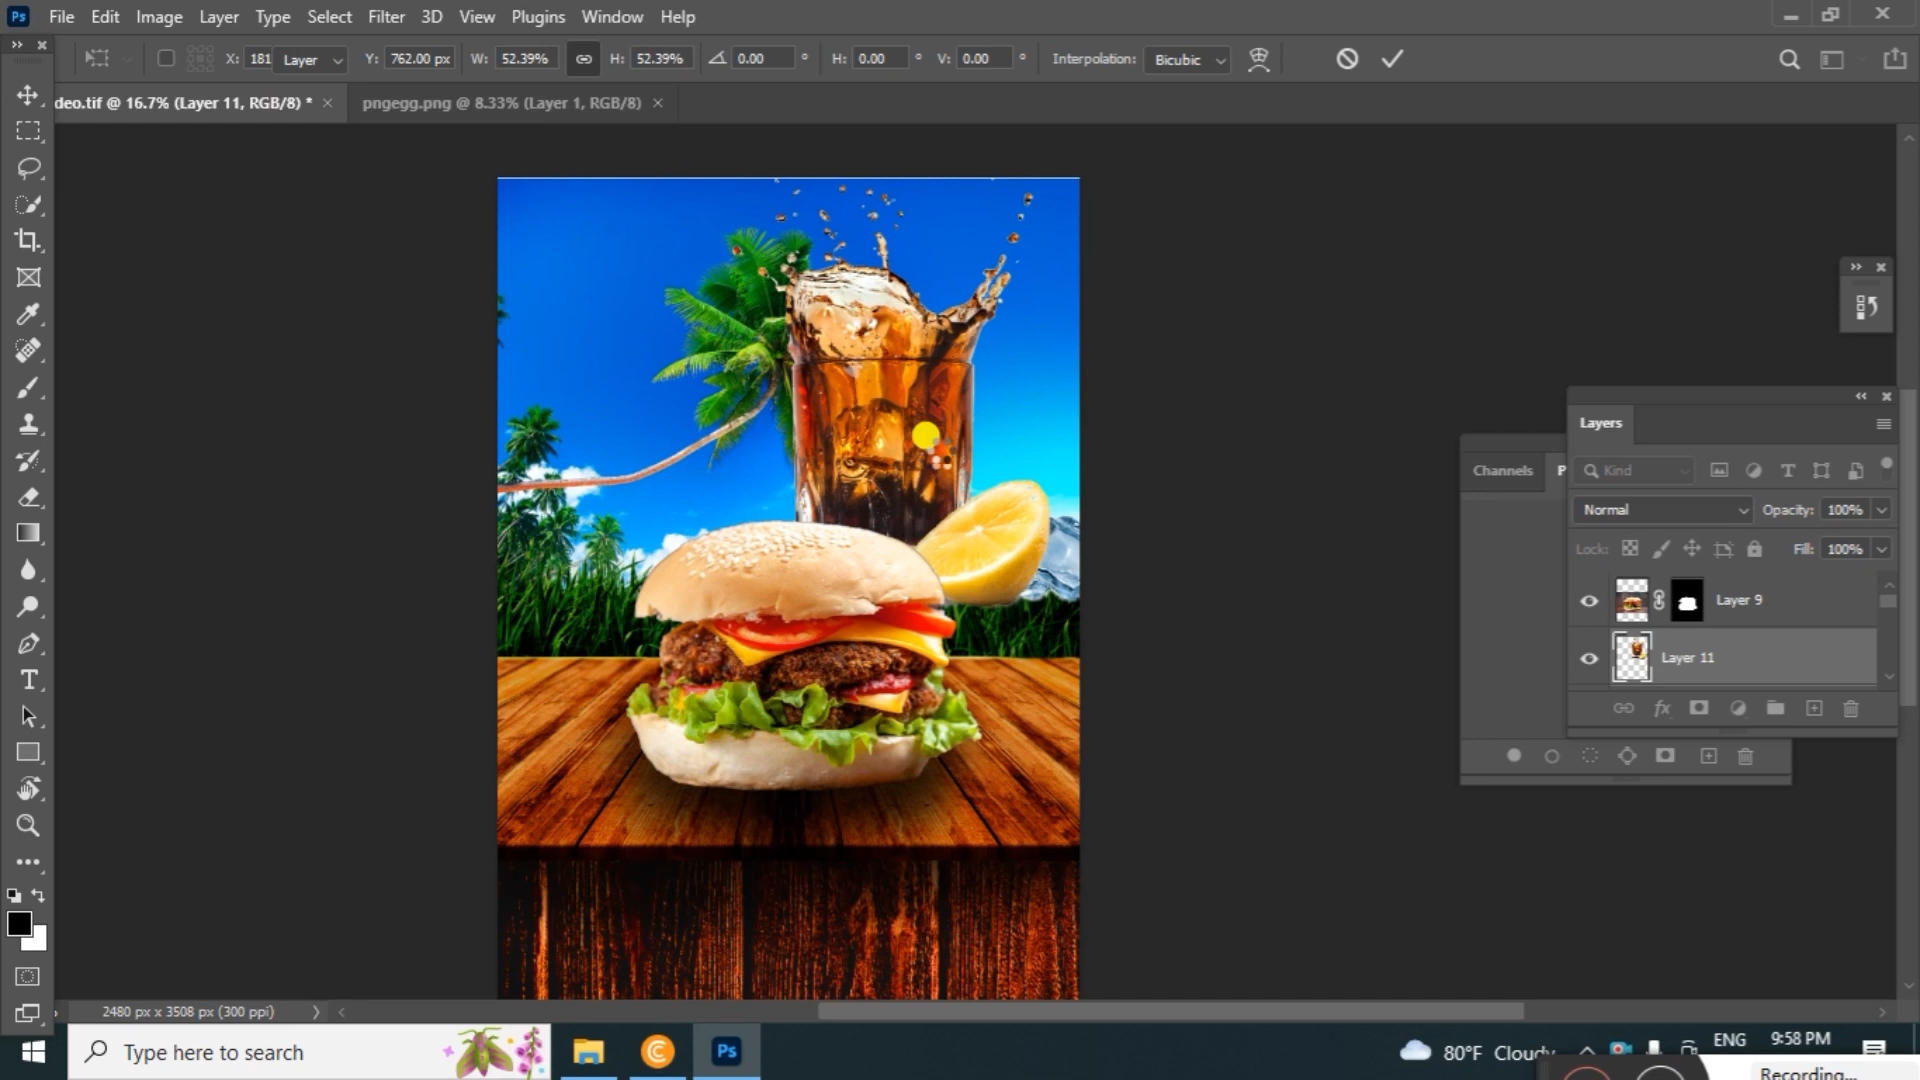 Ps File Edit Image Layer Type Select Filter 3D View Plugins Window Help
X: 181 Layer Y: 762.00 px W: 52.39% H: 52.39% 0.00 ° H: 0.00 ° V: 0.00 ° Interpolation: Bicubic
deo.tif @ 16.7% (Layer 11, RGB/8) * × pngegg.png @ 8.33% (Layer 1, RGB/8) ×
Layers
Channels P
Kind
Normal Opacity: 100%
Lock: Fill: 100%
Layer 9
fx
Layer 11
2480 px x 3508 px (300 ppi)
Type here to search
Ps
80°F Cloudy
ENG
9:58 PM
Recording...